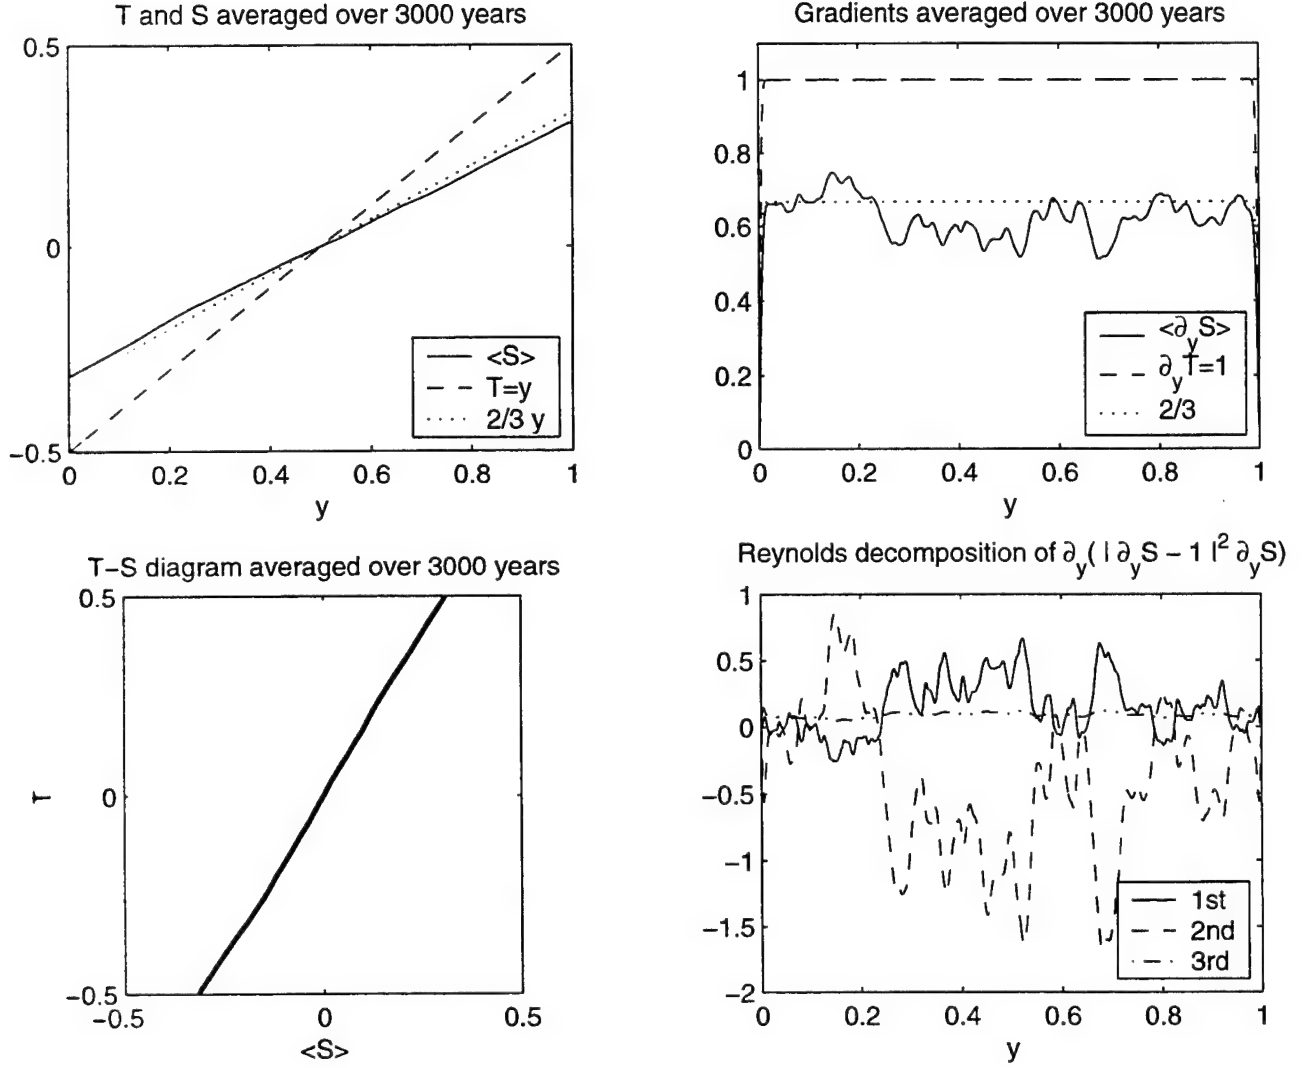 T and S averaged over 3000 years
0.5
0
−0.5
0 0.2 0.4 0.6 0.8 1
y
<S>
T=y
2/3 y
Gradients averaged over 3000 years
1
0.8
0.6
0.4
0.2
0
0 0.2 0.4 0.6 0.8 1
y
<∂yS>
∂yT=1
2/3
T−S diagram averaged over 3000 years
0.5
0
−0.5
−0.5 0 0.5
T
<S>
Reynolds decomposition of ∂y( | ∂yS − 1 |² ∂yS)
1
0.5
0
−0.5
−1
−1.5
−2
0 0.2 0.4 0.6 0.8 1
y
1st
2nd
3rd